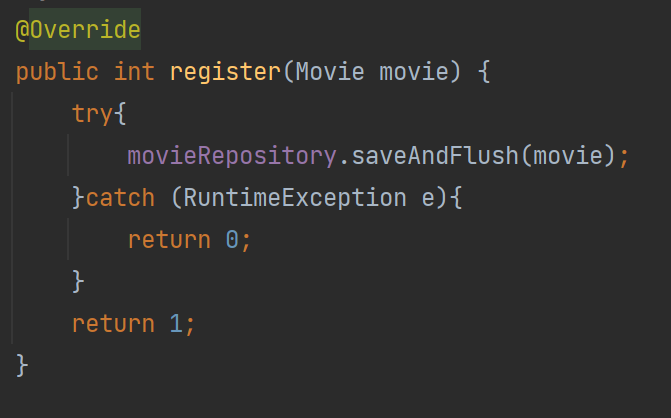 @Override
public int register(Movie movie) {
try{
movieRepository.saveAndFlush(movie);
}catch (RuntimeException e){
return 0;
}
return 1;
}